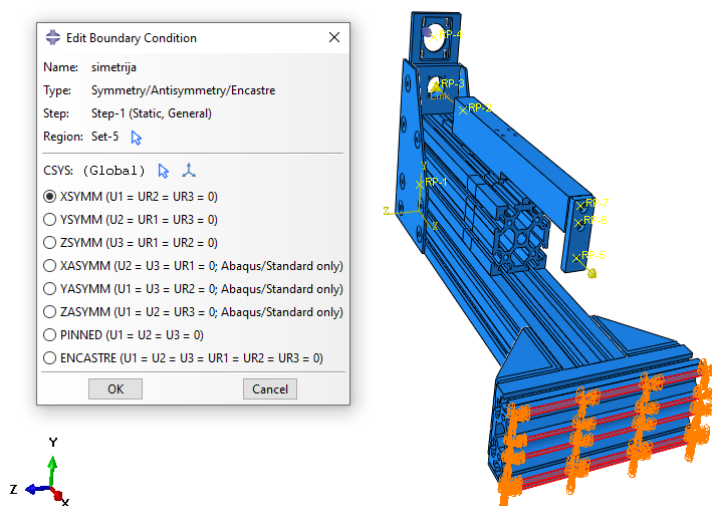 Edit Boundary Condition
Name: simetrija
Type: Symmetry/Antisymmetry/Encastre
Step: Step-1 (Static, General)
Region: Set-5
CSYS: (Global)
XSYMM (U1 = UR2 = UR3 = 0)
YSYMM (U2 = UR1 = UR3 = 0)
ZSYMM (U3 = UR1 = UR2 = 0)
XASYMM (U2 = U3 = UR1 = 0; Abaqus/Standard only)
YASYMM (U1 = U3 = UR2 = 0; Abaqus/Standard only)
ZASYMM (U1 = U2 = UR3 = 0; Abaqus/Standard only)
PINNED (U1 = U2 = U3 = 0)
ENCASTRE (U1 = U2 = U3 = UR1 = UR2 = UR3 = 0)
OK Cancel
RP-4
RP-3
RP-2
Y
RP-1
Z
X
RP-7
RP-6
RP-5
Y
Z
X